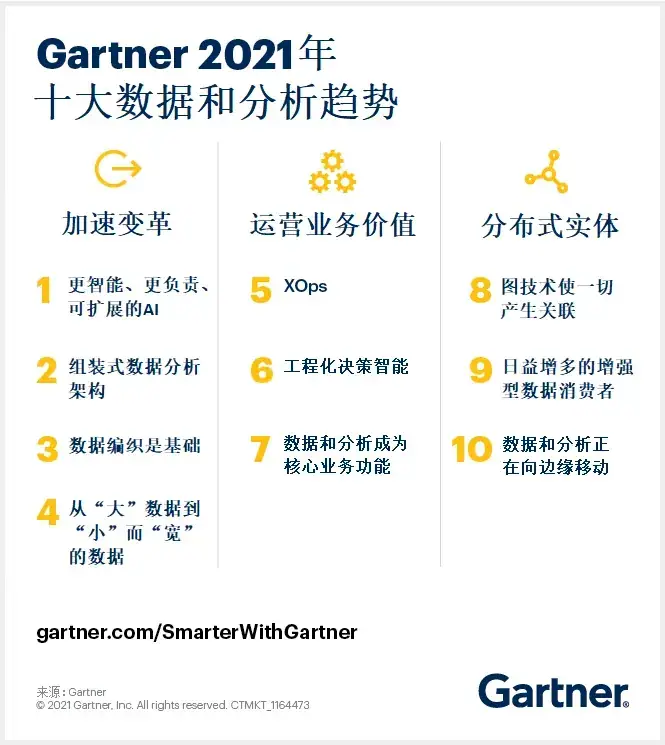 Gartner 2021年
十大数据和分析趋势
加速变革
1 更智能、更负责、
可扩展的AI
2 组装式数据分析
架构
3 数据编织是基础
4 从“大”数据到
“小”而“宽”
的数据
运营业务价值
5 XOps
6 工程化决策智能
7 数据和分析成为
核心业务功能
分布式实体
8 图技术使一切
产生关联
9 日益增多的增强
型数据消费者
10 数据和分析正
在向边缘移动
gartner.com/SmarterWithGartner
来源：Gartner
© 2021 Gartner, Inc. All rights reserved. CTMKT_1164473
Gartner®